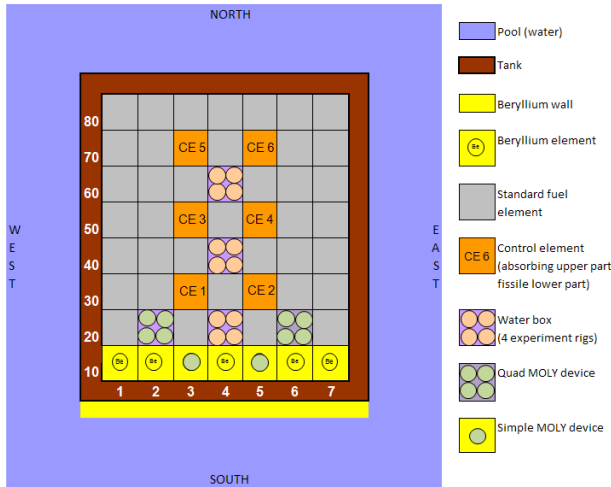 NORTH
WEST
EAST
SOUTH
80
70
60
50
40
30
20
10
CE 5
CE 6
CE 3
CE 4
CE 1
CE 2
Be
Be
Be
Be
Be
1
2
3
4
5
6
7
Pool (water)
Tank
Beryllium wall
Be
Beryllium element
Standard fuel
element
CE 6
Control element
(absorbing upper part
fissile lower part)
Water box
(4 experiment rigs)
Quad MOLY device
Simple MOLY device